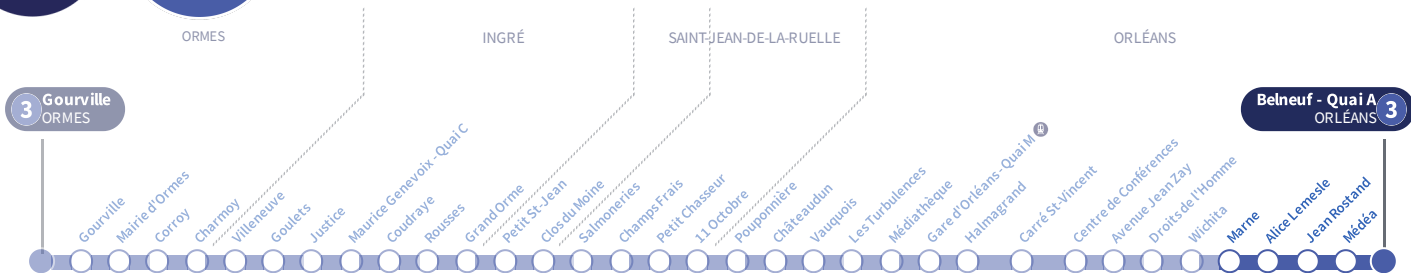 ORMES
INGRÉ
SAINT-JEAN-DE-LA-RUELLE
ORLÉANS
3 Gourville
ORMES
Belneuf - Quai A 3
ORLÉANS
Gourville
Mairie d'Ormes
Corroy
Charmoy
Villeneuve
Goulets
Justice
Maurice Genevoix - Quai C
Coudraye
Rousses
Grand Orme
Petit St-Jean
Clos du Moine
Salmoneries
Champs Frais
Petit Chasseur
11 Octobre
Pouponnière
Châteaudun
Vauquois
Les Turbulences
Médiathèque
Gare d'Orléans - Quai M
Halmagrand
Carré St-Vincent
Centre de Conférences
Avenue Jean Zay
Droits de l'Homme
Wichita
Marne
Alice Lemesle
Jean Rostand
Médéa